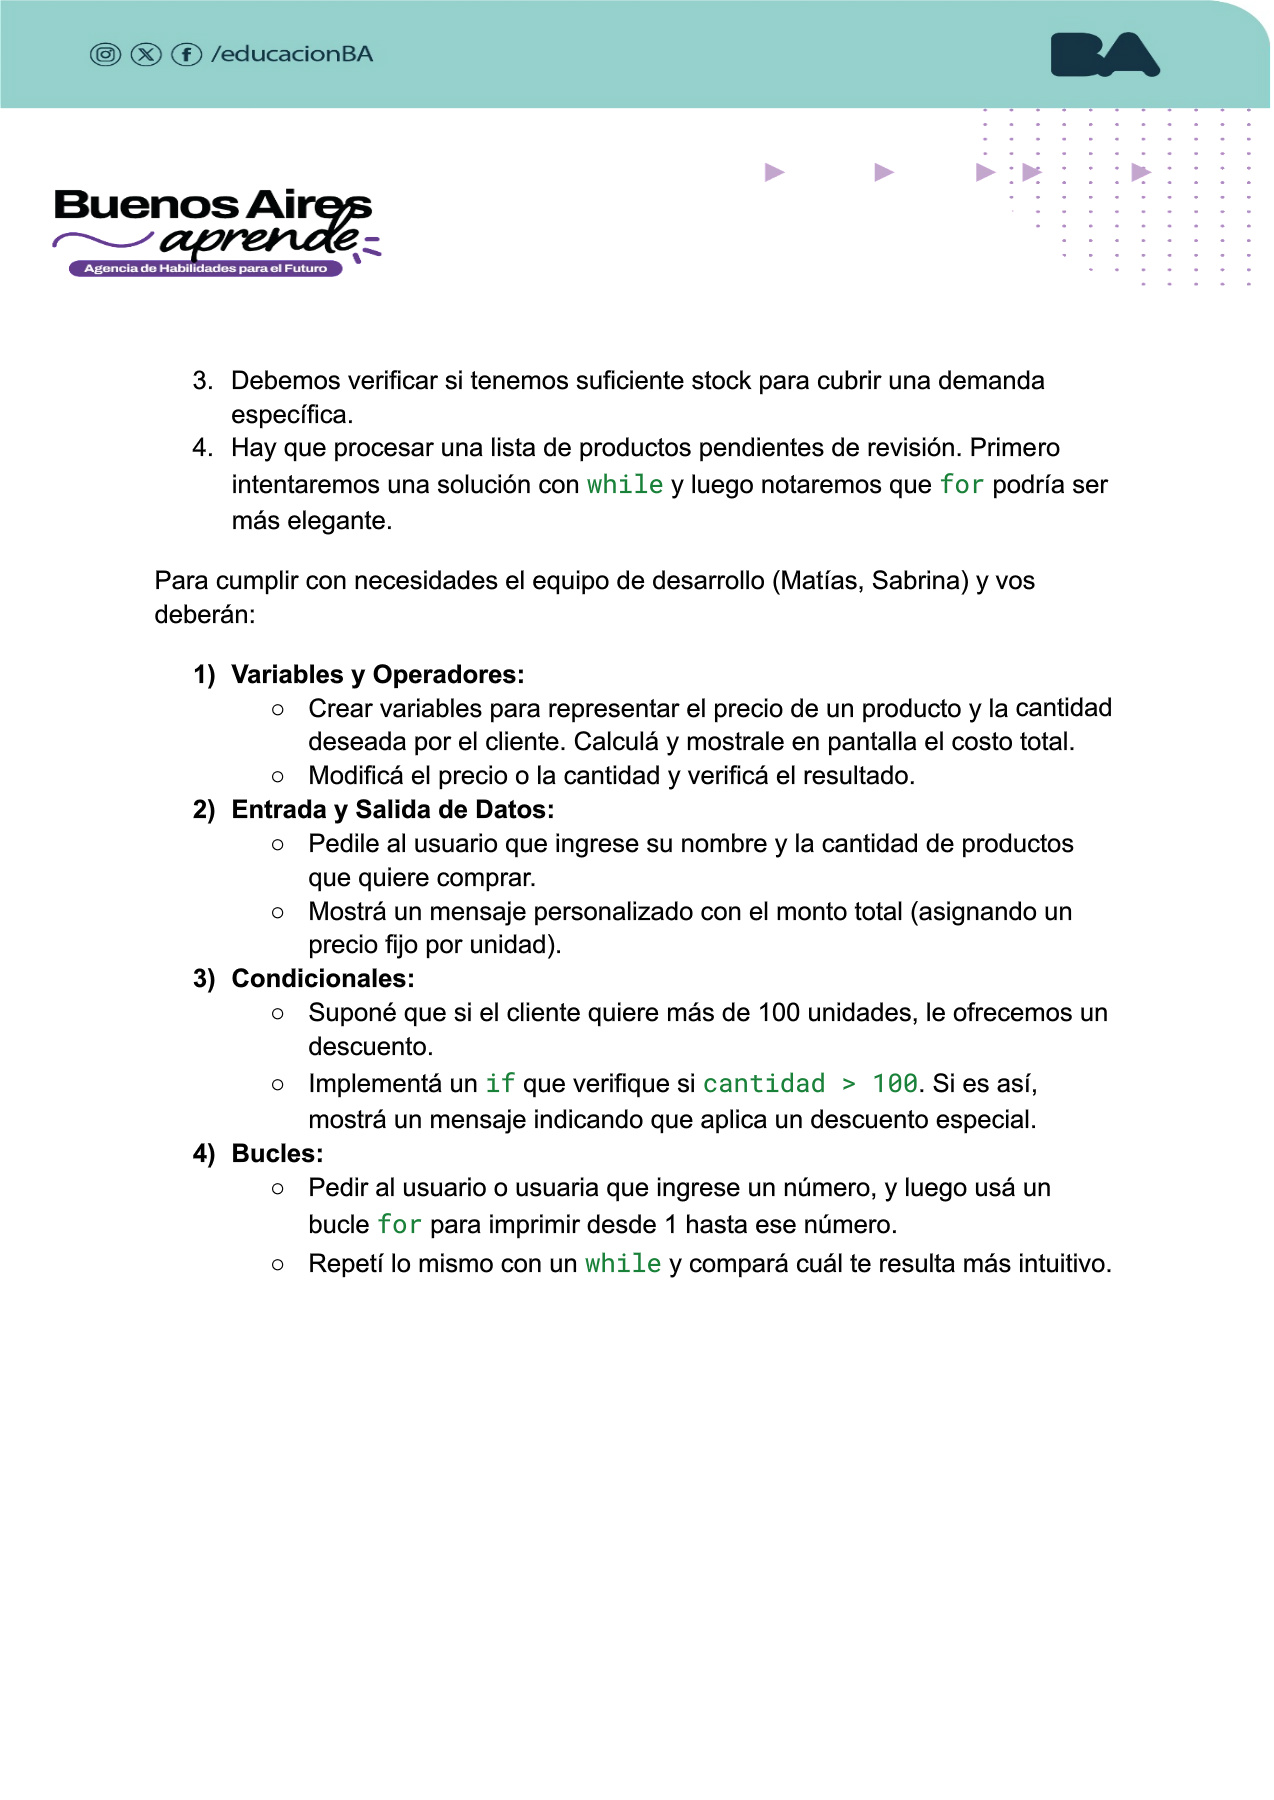 /educacionBA
BA
Buenos Aires
aprende
Agencia de Habilidades para el Futuro
3. Debemos verificar si tenemos suficiente stock para cubrir una demanda
específica.
4. Hay que procesar una lista de productos pendientes de revisión. Primero
intentaremos una solución con while y luego notaremos que for podría ser
más elegante.
Para cumplir con necesidades el equipo de desarrollo (Matías, Sabrina) y vos
deberán:
1) Variables y Operadores:
○ Crear variables para representar el precio de un producto y la cantidad
deseada por el cliente. Calculá y mostrale en pantalla el costo total.
○ Modificá el precio o la cantidad y verificá el resultado.
2) Entrada y Salida de Datos:
○ Pedile al usuario que ingrese su nombre y la cantidad de productos
que quiere comprar.
○ Mostrá un mensaje personalizado con el monto total (asignando un
precio fijo por unidad).
3) Condicionales:
○ Suponé que si el cliente quiere más de 100 unidades, le ofrecemos un
descuento.
○ Implementá un if que verifique si cantidad > 100. Si es así,
mostrá un mensaje indicando que aplica un descuento especial.
4) Bucles:
○ Pedir al usuario o usuaria que ingrese un número, y luego usá un
bucle for para imprimir desde 1 hasta ese número.
○ Repetí lo mismo con un while y compará cuál te resulta más intuitivo.